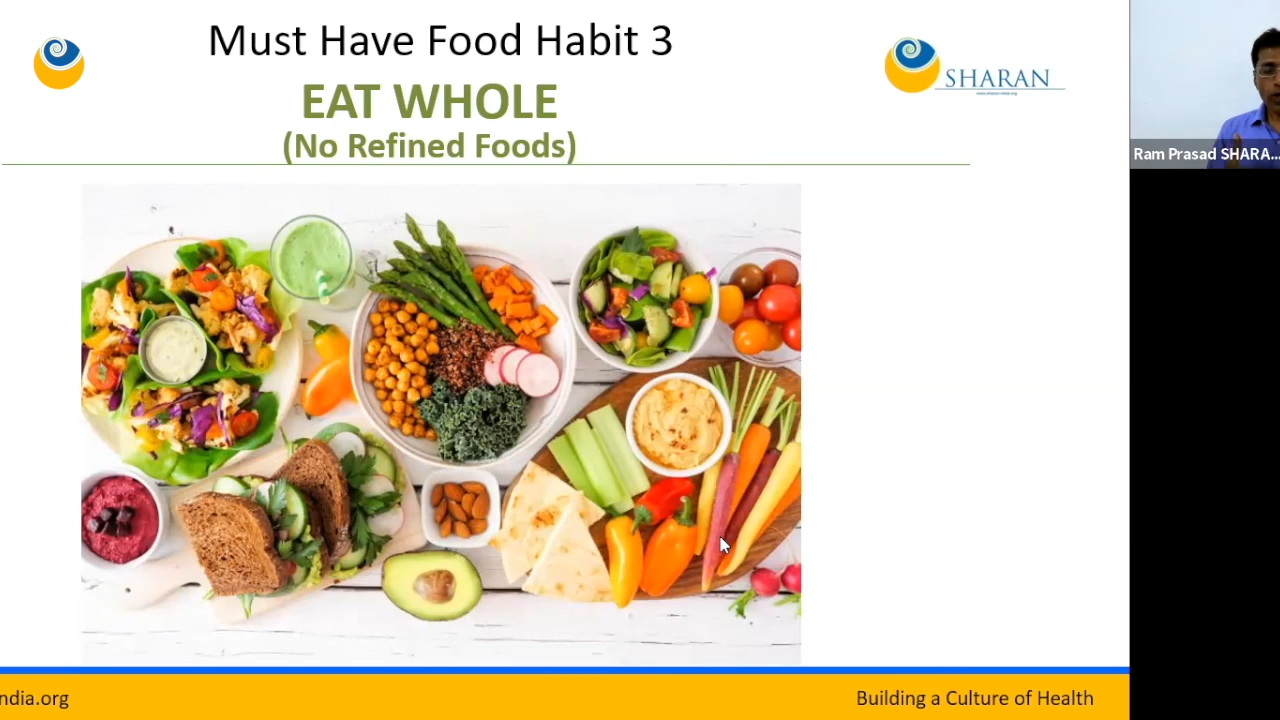 Must Have Food Habit 3
EAT WHOLE
(No Refined Foods)
SHARAN
Ram Prasad SHARA...
ndia.org
Building a Culture of Health